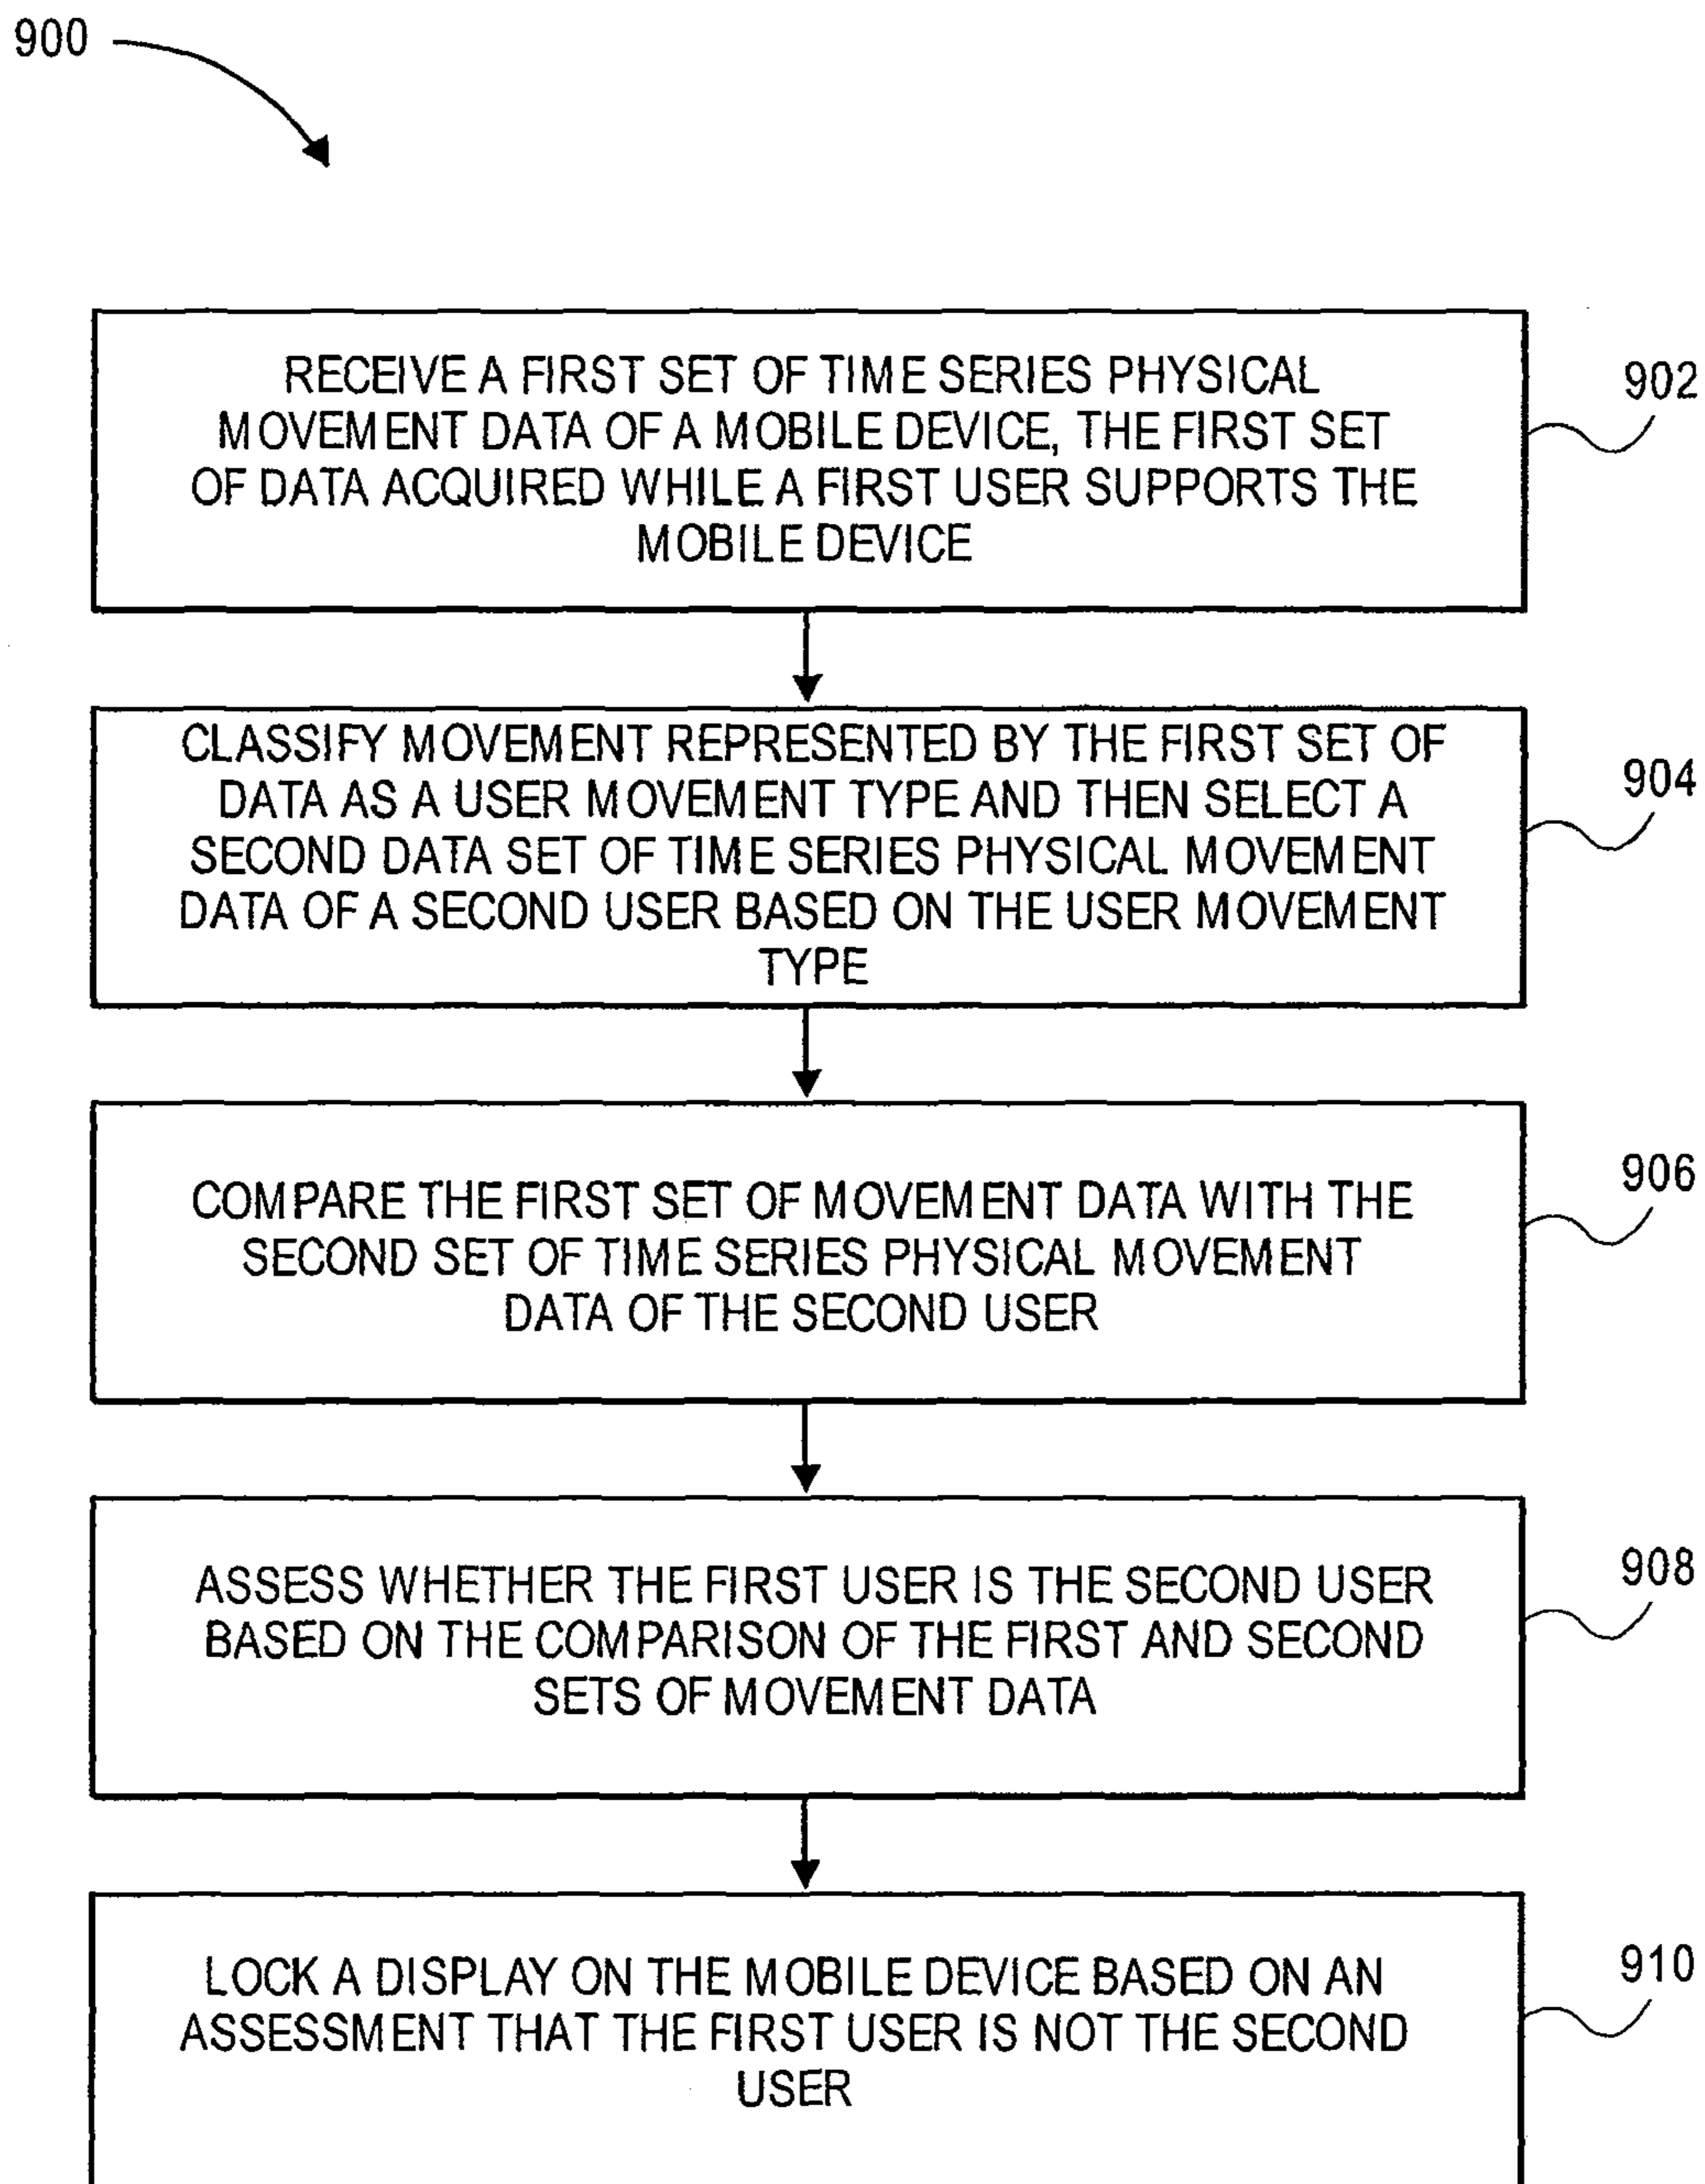 900
RECEIVE A FIRST SET OF TIME SERIES PHYSICAL
MOVEMENT DATA OF A MOBILE DEVICE, THE FIRST SET
OF DATA ACQUIRED WHILE A FIRST USER SUPPORTS THE
MOBILE DEVICE
902
CLASSIFY MOVEMENT REPRESENTED BY THE FIRST SET OF
DATA AS A USER MOVEMENT TYPE AND THEN SELECT A
SECOND DATA SET OF TIME SERIES PHYSICAL MOVEMENT
DATA OF A SECOND USER BASED ON THE USER MOVEMENT
TYPE
904
COMPARE THE FIRST SET OF MOVEMENT DATA WITH THE
SECOND SET OF TIME SERIES PHYSICAL MOVEMENT
DATA OF THE SECOND USER
906
ASSESS WHETHER THE FIRST USER IS THE SECOND USER
BASED ON THE COMPARISON OF THE FIRST AND SECOND
SETS OF MOVEMENT DATA
908
LOCK A DISPLAY ON THE MOBILE DEVICE BASED ON AN
ASSESSMENT THAT THE FIRST USER IS NOT THE SECOND
USER
910